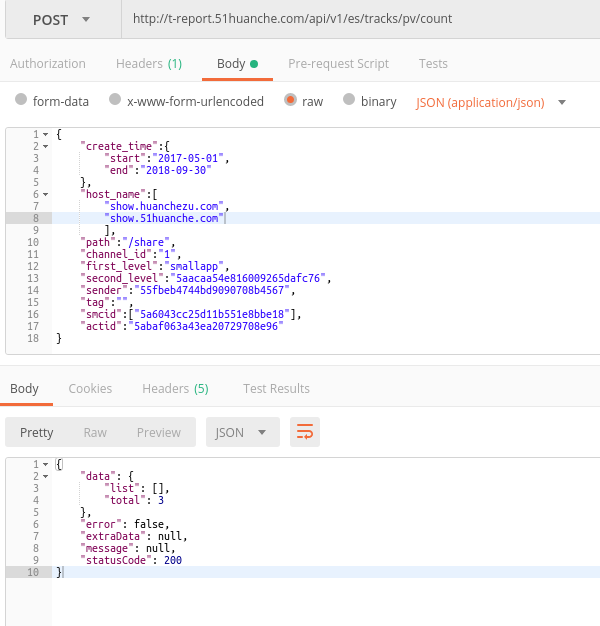 POST http://t-report.51huanche.com/api/v1/es/tracks/pv/count
Authorization Headers (1) Body Pre-request Script Tests
form-data x-www-form-urlencoded raw binary JSON (application/json)
1 {
2 "create_time":{
3 "start":"2017-05-01",
4 "end":"2018-09-30"
5 },
6 "host_name":[
7 "show.huanchezu.com",
8 "show.51huanche.com"
9 ],
10 "path":"/share",
11 "channel_id":"1",
12 "first_level":"smallapp",
13 "second_level":"5aacaa54e816009265dafc76",
14 "sender":"55fbeb4744bd9090708b4567",
15 "tag":"",
16 "smcid":["5a6043cc25d11b551e8bbe18"],
17 "actid":"5abaf063a43ea20729708e96"
18 }
Body Cookies Headers (5) Test Results
Pretty Raw Preview JSON
1 {
2 "data": {
3 "list": [],
4 "total": 3
5 },
6 "error": false,
7 "extraData": null,
8 "message": null,
9 "statusCode": 200
10 }